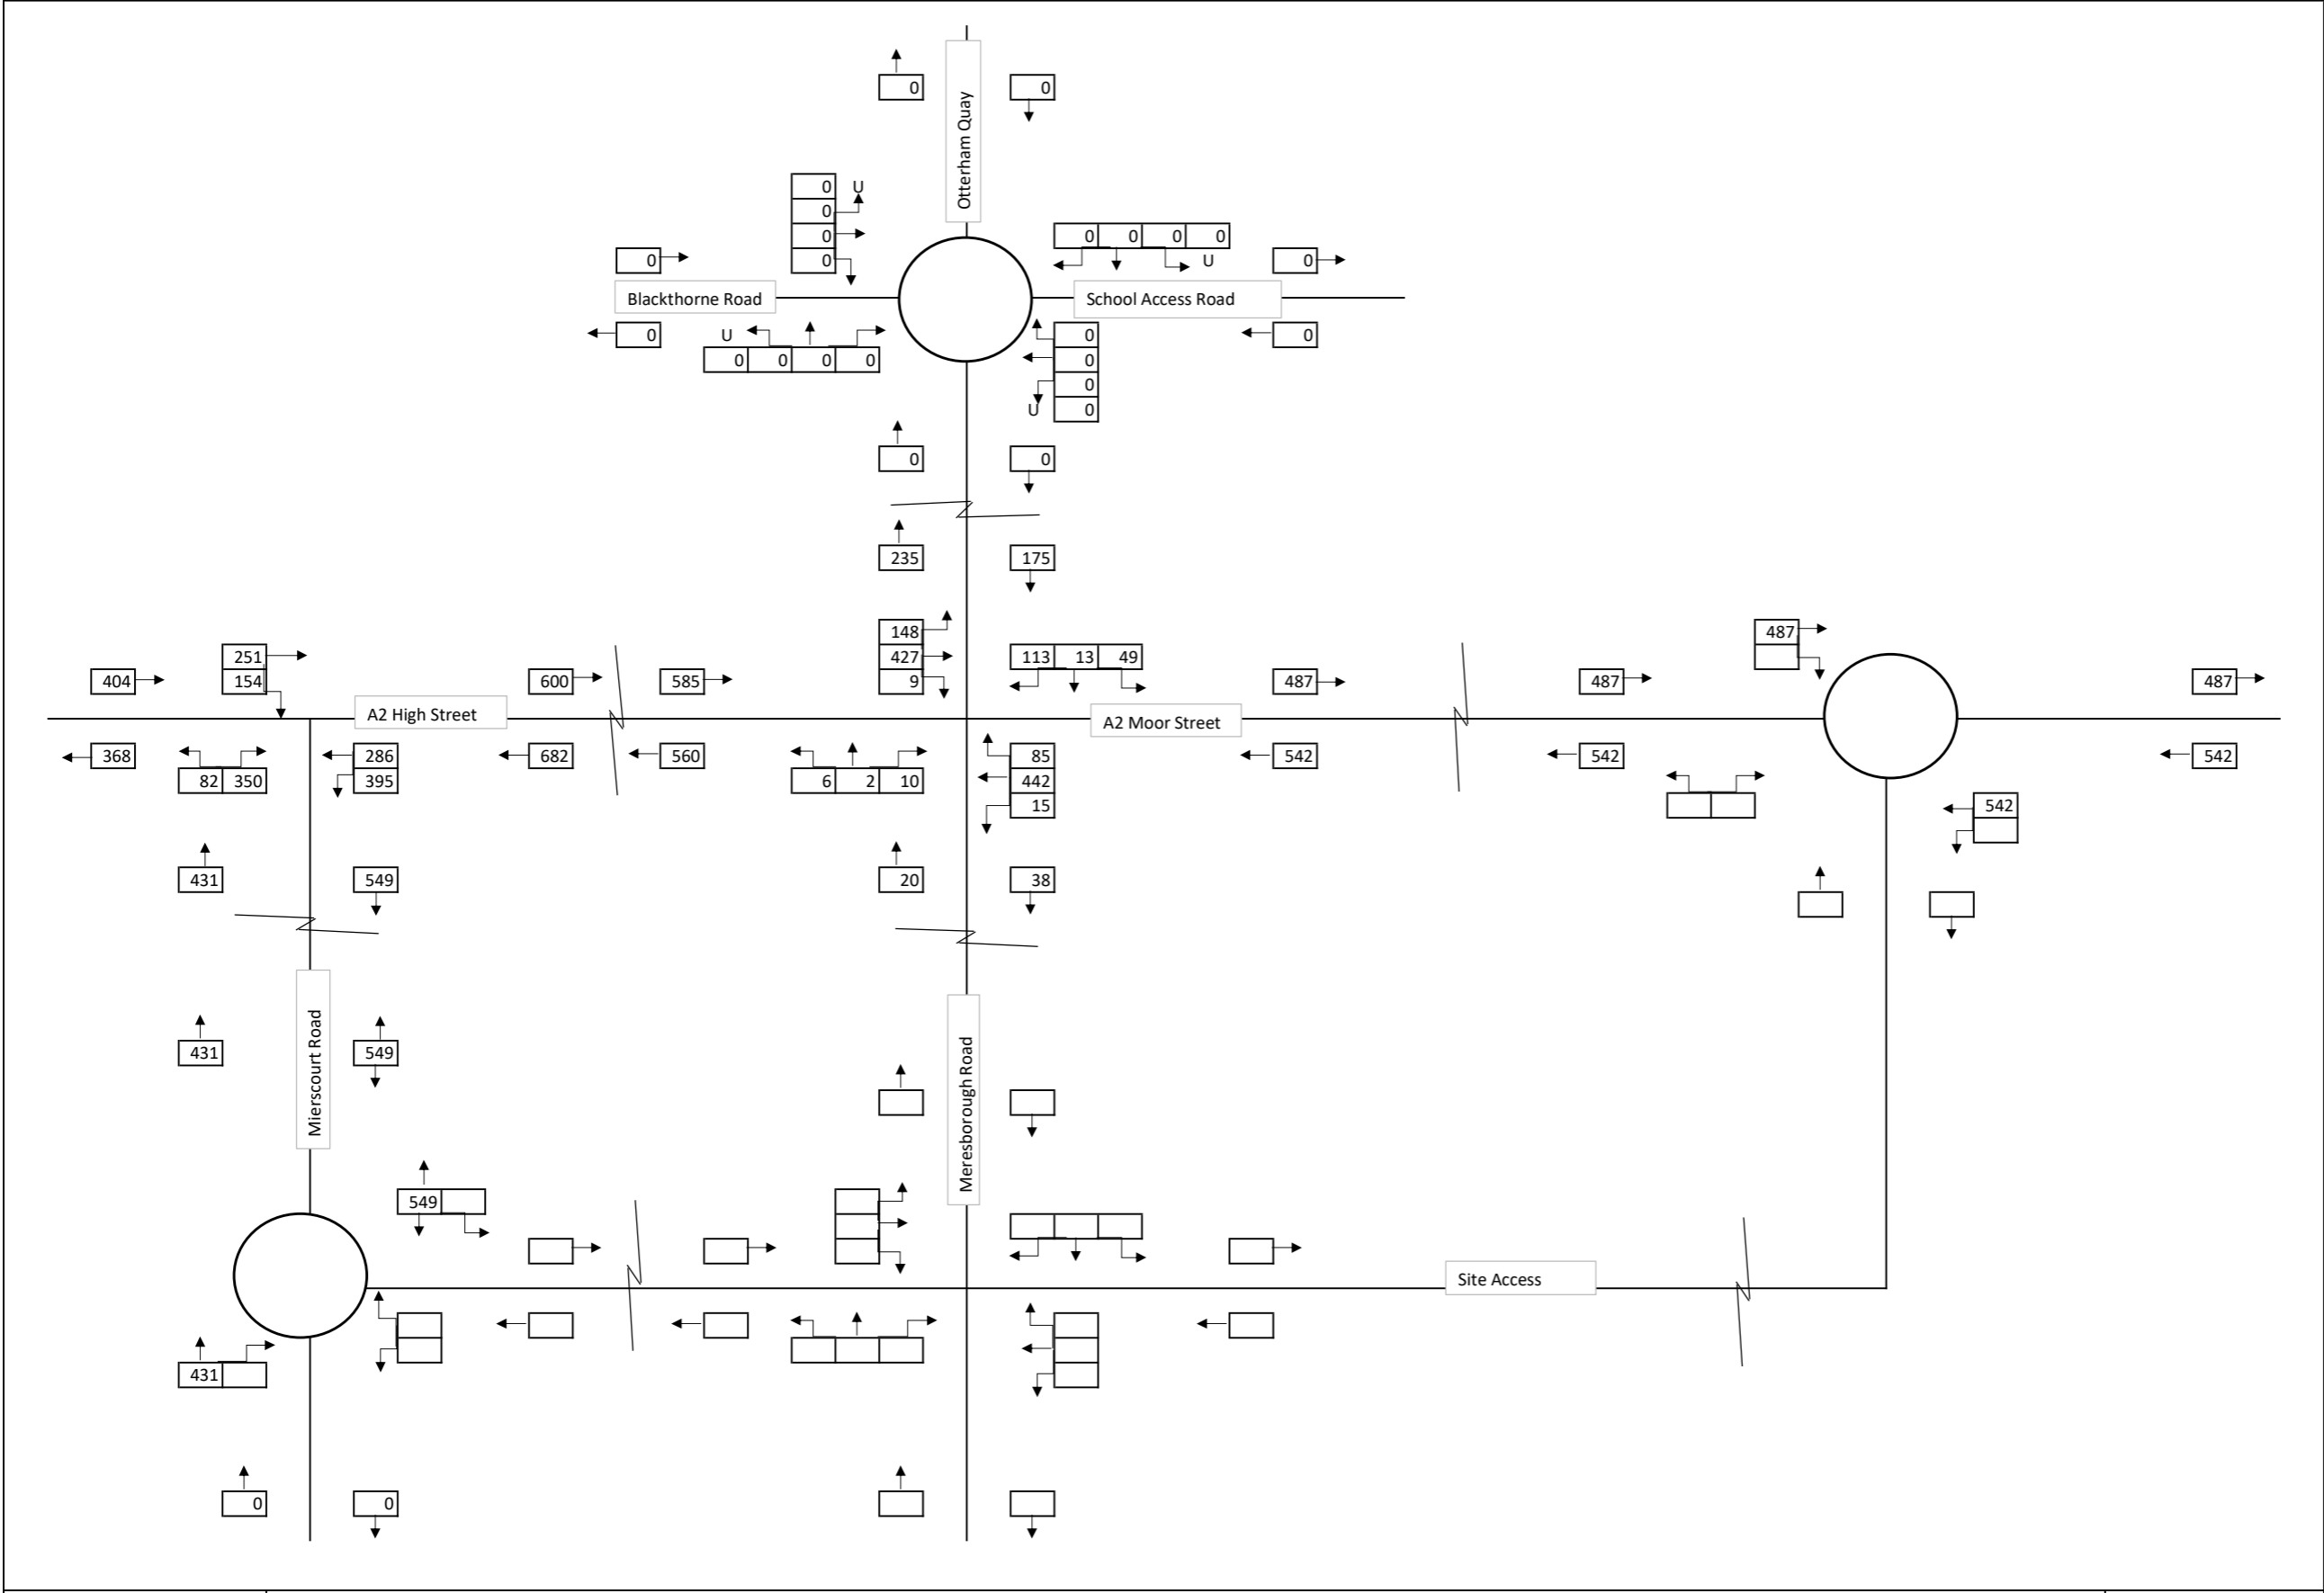 Otterham Quay
0 0
0 U
0
0
0
0 0 0 0
U
0 0
Blackthorne Road School Access Road
0 0
U
0 0 0 0
0
0
0
U 0
0 0
235 175
148
427
9
113 13 49
487
251
154
404 600 585 487 487 487
A2 High Street A2 Moor Street
368 682 560 542 542 542
82 350
286
395
6 2 10
85
442
15
542
431 549 20 38
Mierscourt Road
431 549
Meresborough Road
549
Site Access
431
0 0